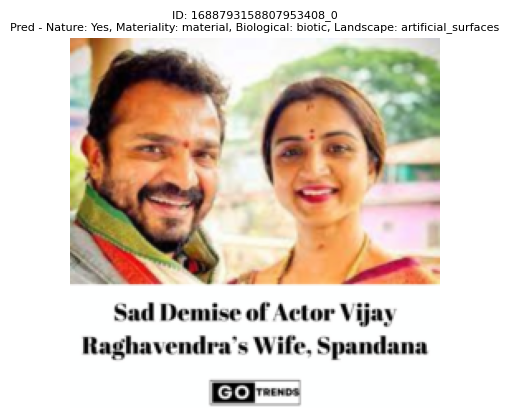 ID: 1688793158807953408_0
Pred - Nature: Yes, Materiality: material, Biological: biotic, Landscape: artificial_surfaces
Sad Demise of Actor Vijay
Raghavendra's Wife, Spandana
GO TRENDS